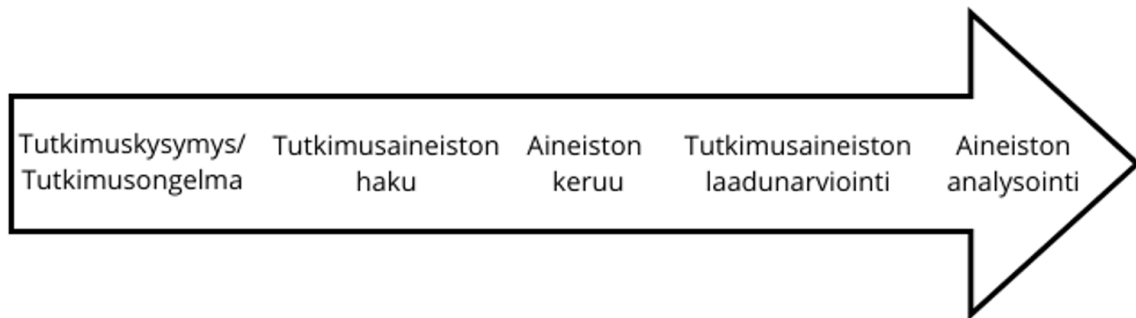 Tutkimuskysymys/
Tutkimusongelma
Tutkimusaineiston
haku
Aineiston
keruu
Tutkimusaineiston
laadunarviointi
Aineiston
analysointi